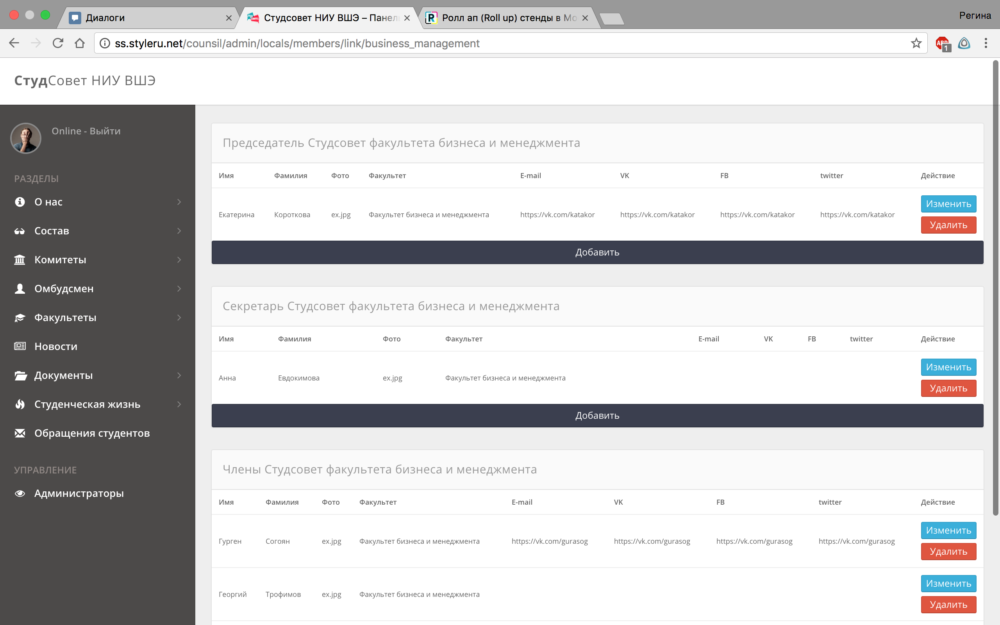 Диалоги
Студсовет НИУ ВШЭ – Панель
Ролл ап (Roll up) стенды в Мо
Регина
ss.styleru.net/counsil/admin/locals/members/link/business_management
ABP
1
СтудСовет НИУ ВШЭ
Online - Выйти
РАЗДЕЛЫ
О нас
Состав
Комитеты
Омбудсмен
Факультеты
Новости
Документы
Студенческая жизнь
Обращения студентов
УПРАВЛЕНИЕ
Администраторы
Председатель Студсовет факультета бизнеса и менеджмента
Имя Фамилия Фото Факультет E-mail VK FB twitter Действие
Екатерина Короткова ex.jpg Факультет бизнеса и менеджмента https://vk.com/katakor https://vk.com/katakor https://vk.com/katakor https://vk.com/katakor Изменить
Удалить
Добавить
Секретарь Студсовет факультета бизнеса и менеджмента
Имя Фамилия Фото Факультет E-mail VK FB twitter Действие
Анна Евдокимова ex.jpg Факультет бизнеса и менеджмента Изменить
Удалить
Добавить
Члены Студсовет факультета бизнеса и менеджмента
Имя Фамилия Фото Факультет E-mail VK FB twitter Действие
Гурген Согоян ex.jpg Факультет бизнеса и менеджмента https://vk.com/gurasog https://vk.com/gurasog https://vk.com/gurasog https://vk.com/gurasog Изменить
Удалить
Георгий Трофимов ex.jpg Факультет бизнеса и менеджмента Изменить
Удалить